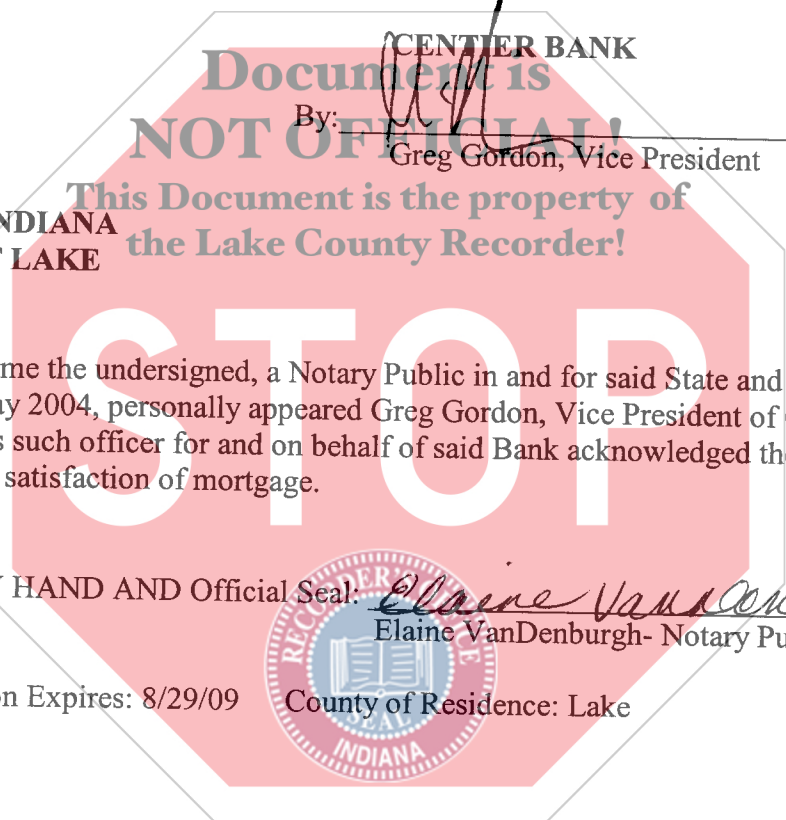 CENTIER BANK
Document is
By:
NOT OFFICIAL!
Greg Gordon, Vice President
This Document is the property of
NDIANA
the Lake County Recorder!
LAKE
STOP
me the undersigned, a Notary Public in and for said State and
y 2004, personally appeared Greg Gordon, Vice President of
s such officer for and on behalf of said Bank acknowledged th
satisfaction of mortgage.
HAND AND Official Seal: Elaine
Elaine VanDenburgh- Notary Pu
n Expires: 8/29/09 County of Residence: Lake
RECORDER'S OFFICE
SEAL
INDIANA